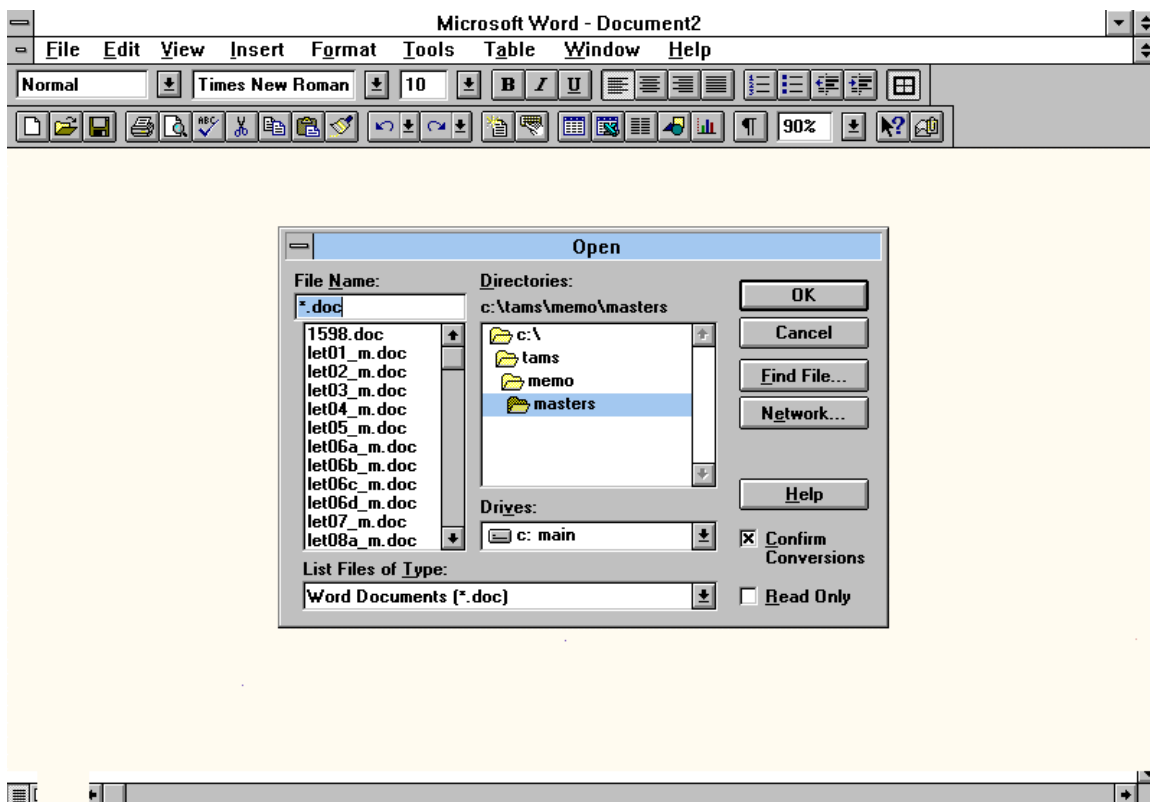 Microsoft Word - Document2
File Edit View Insert Format Tools Table Window Help
Normal Times New Roman 10 B I U
ABC 90%
Open
File Name:
*.doc
1598.doc
let01_m.doc
let02_m.doc
let03_m.doc
let04_m.doc
let05_m.doc
let06a_m.doc
let06b_m.doc
let06c_m.doc
let06d_m.doc
let07_m.doc
let08a_m.doc
List Files of Type:
Word Documents (*.doc)
Directories:
c:\tams\memo\masters
c:\
tams
memo
masters
Drives:
c: main
OK
Cancel
Find File...
Network...
Help
Confirm
Conversions
Read Only